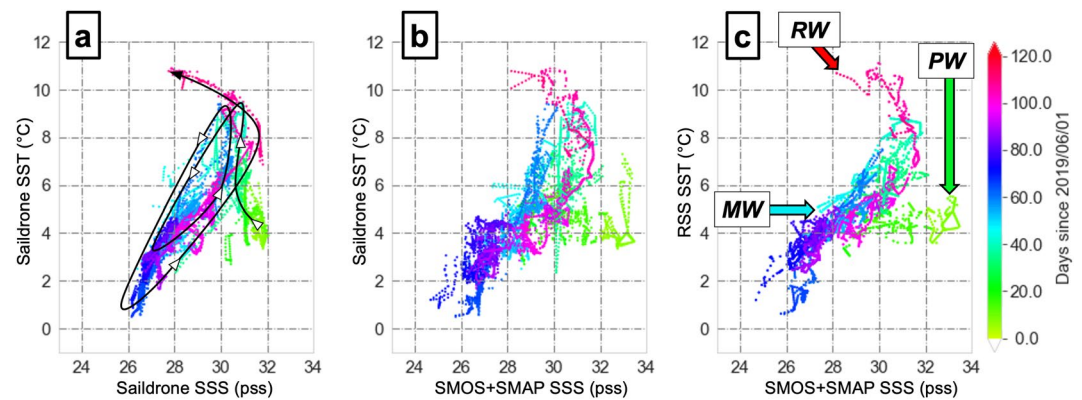 a
12
10
8
6
4
2
0
24 26 28 30 32 34
Saildrone SST (°C)
Saildrone SSS (pss)
b
12
10
8
6
4
2
0
24 26 28 30 32 34
Saildrone SST (°C)
SMOS+SMAP SSS (pss)
c
RW
PW
MW
12
10
8
6
4
2
0
24 26 28 30 32 34
RSS SST (°C)
SMOS+SMAP SSS (pss)
120.0
100.0
80.0
60.0
40.0
20.0
0.0
Days since 2019/06/01